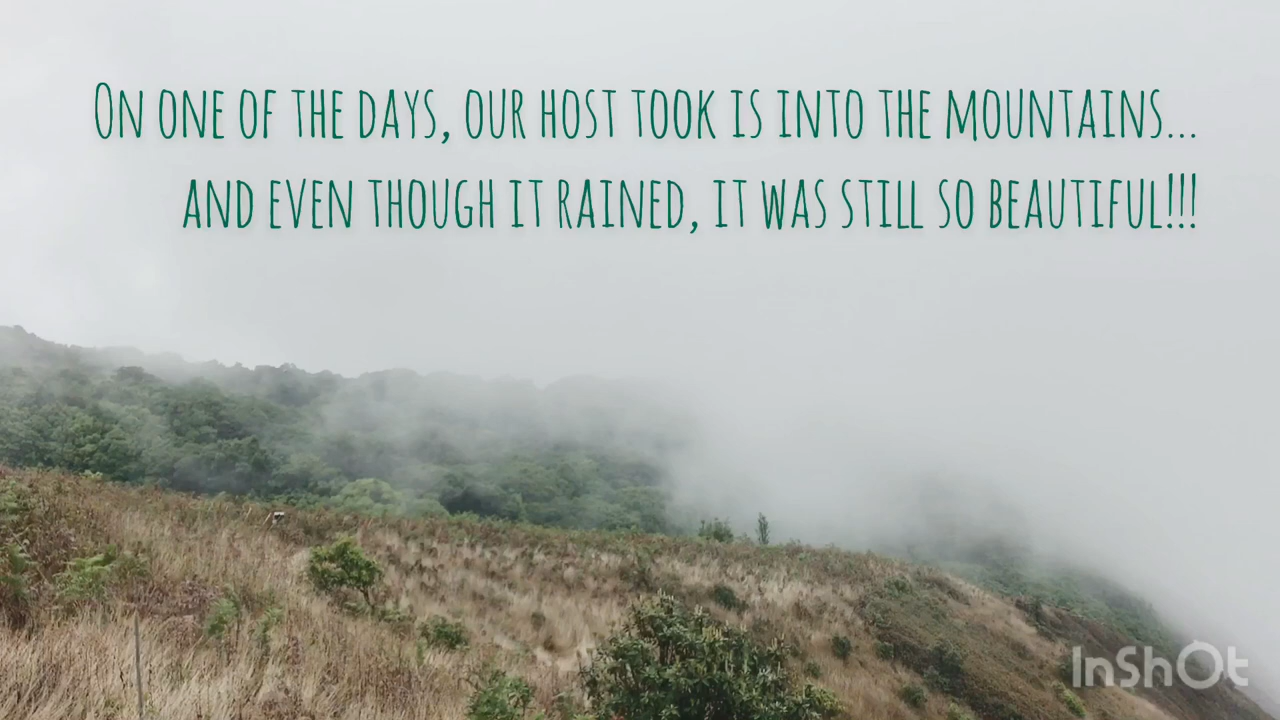 On one of the days, our host took is into the mountains...
and even though it rained, it was still so beautiful!!!
InShOt